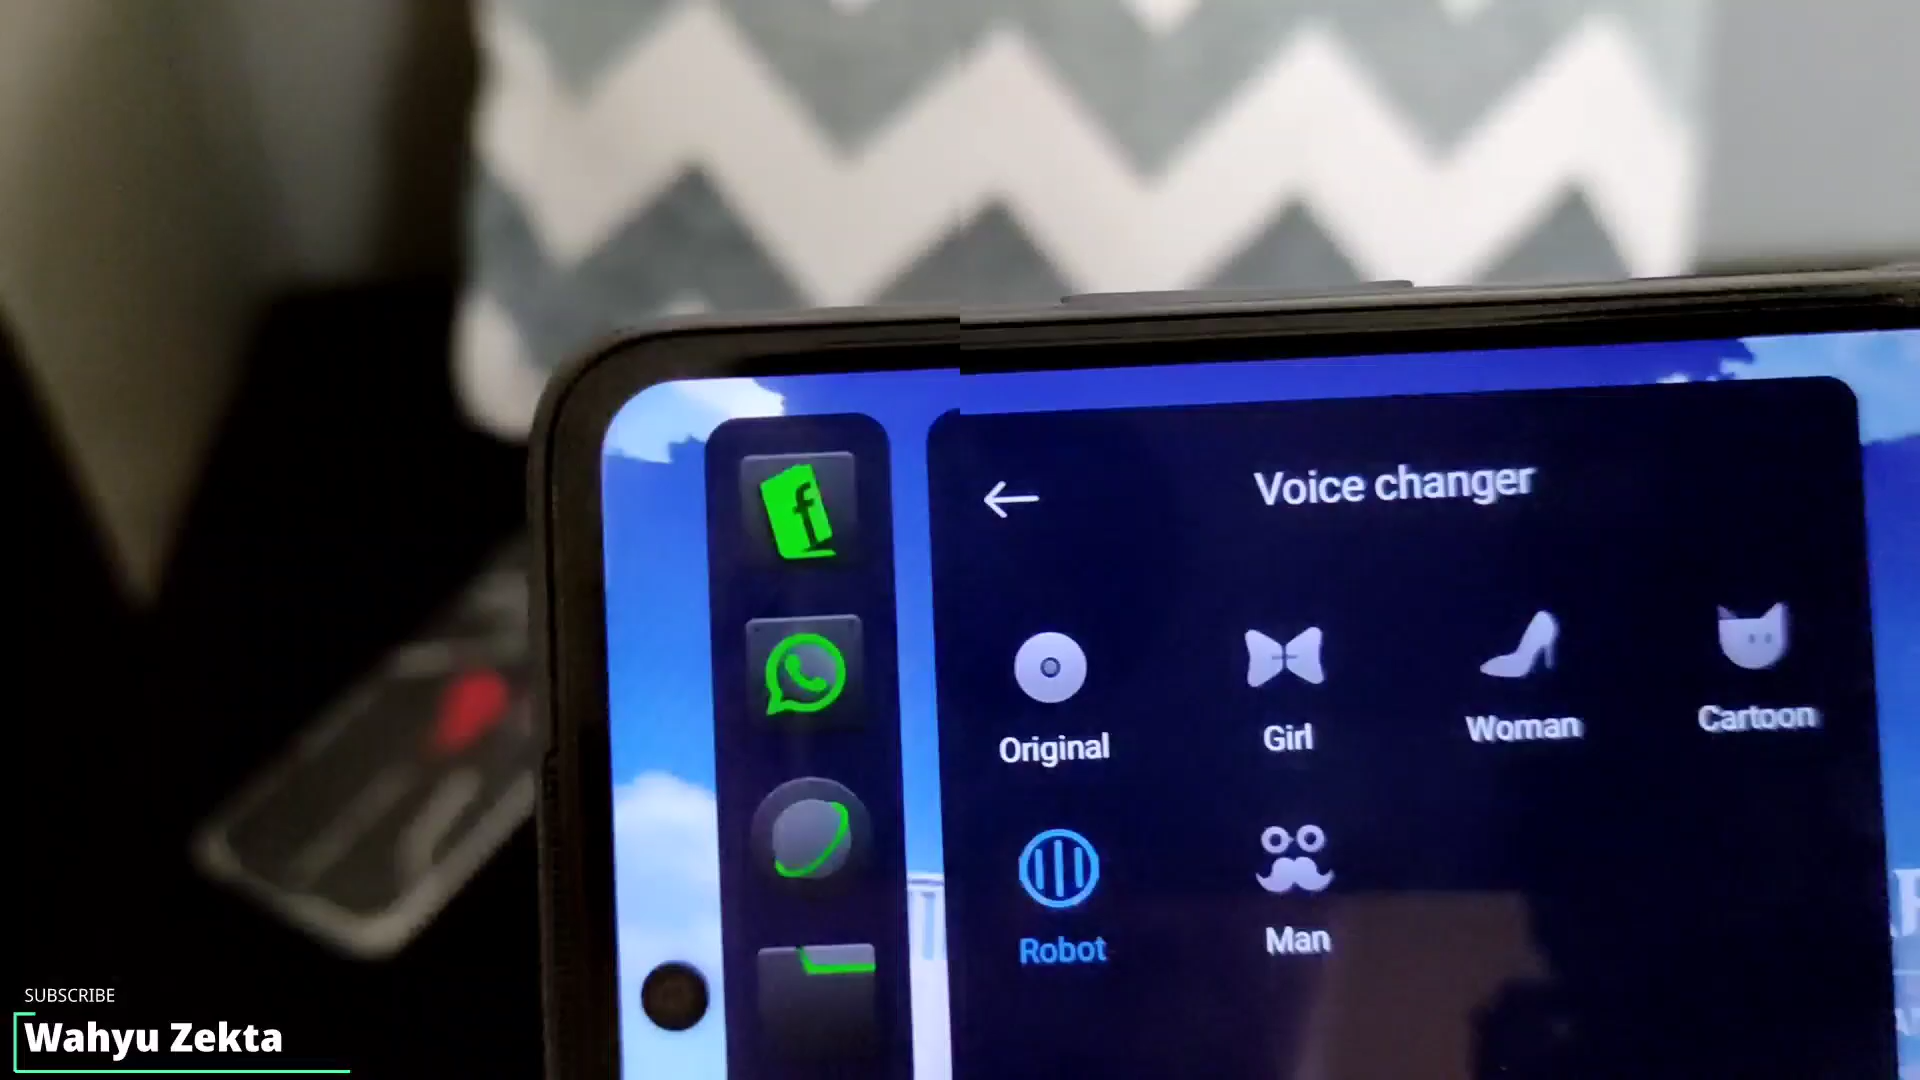 Voice changer
Original
Girl
Woman
Cartoon
Robot
Man
SUBSCRIBE
Wahyu Zekta